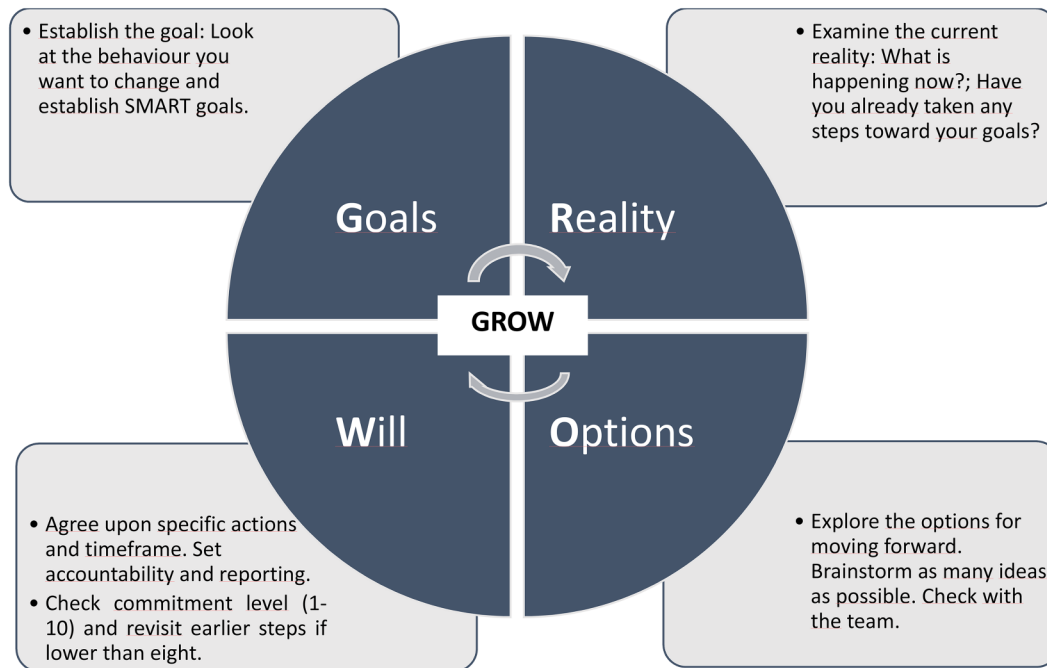 • Establish the goal: Look
at the behaviour you
want to change and
establish SMART goals.
• Examine the current
reality: What is
happening now?; Have
you already taken any
steps toward your goals?
Goals
Reality
GROW
Will
Options
• Agree upon specific actions
and timeframe. Set
accountability and reporting.
• Check commitment level (1-
10) and revisit earlier steps if
lower than eight.
• Explore the options for
moving forward.
Brainstorm as many ideas
as possible. Check with
the team.